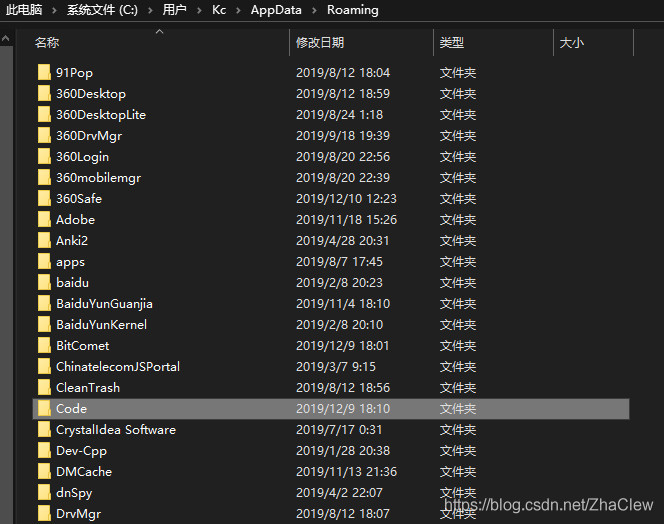 此电脑 > 系统文件 (C:) > 用户 > Kc > AppData > Roaming
名称 修改日期 类型 大小
91Pop 2019/8/12 18:04 文件夹
360Desktop 2019/8/12 18:59 文件夹
360DesktopLite 2019/8/24 1:18 文件夹
360DrvMgr 2019/9/18 19:39 文件夹
360Login 2019/8/20 22:56 文件夹
360mobilemgr 2019/8/20 22:39 文件夹
360Safe 2019/12/10 12:23 文件夹
Adobe 2019/11/18 15:26 文件夹
Anki2 2019/4/28 20:31 文件夹
apps 2019/8/7 17:45 文件夹
baidu 2019/2/8 20:23 文件夹
BaiduYunGuanjia 2019/11/4 18:10 文件夹
BaiduYunKernel 2019/2/8 20:10 文件夹
BitComet 2019/12/9 18:01 文件夹
ChinatelecomJSPortal 2019/3/7 9:15 文件夹
CleanTrash 2019/8/12 18:56 文件夹
Code 2019/12/9 18:10 文件夹
CrystalIdea Software 2019/7/17 0:31 文件夹
Dev-Cpp 2019/1/28 20:38 文件夹
DMCache 2019/11/13 21:36 文件夹
dnSpy 2019/4/2 22:07 文件夹
DrvMgr 2019/8/12 18:07 文件夹
https://blog.csdn.net/ZhaClew